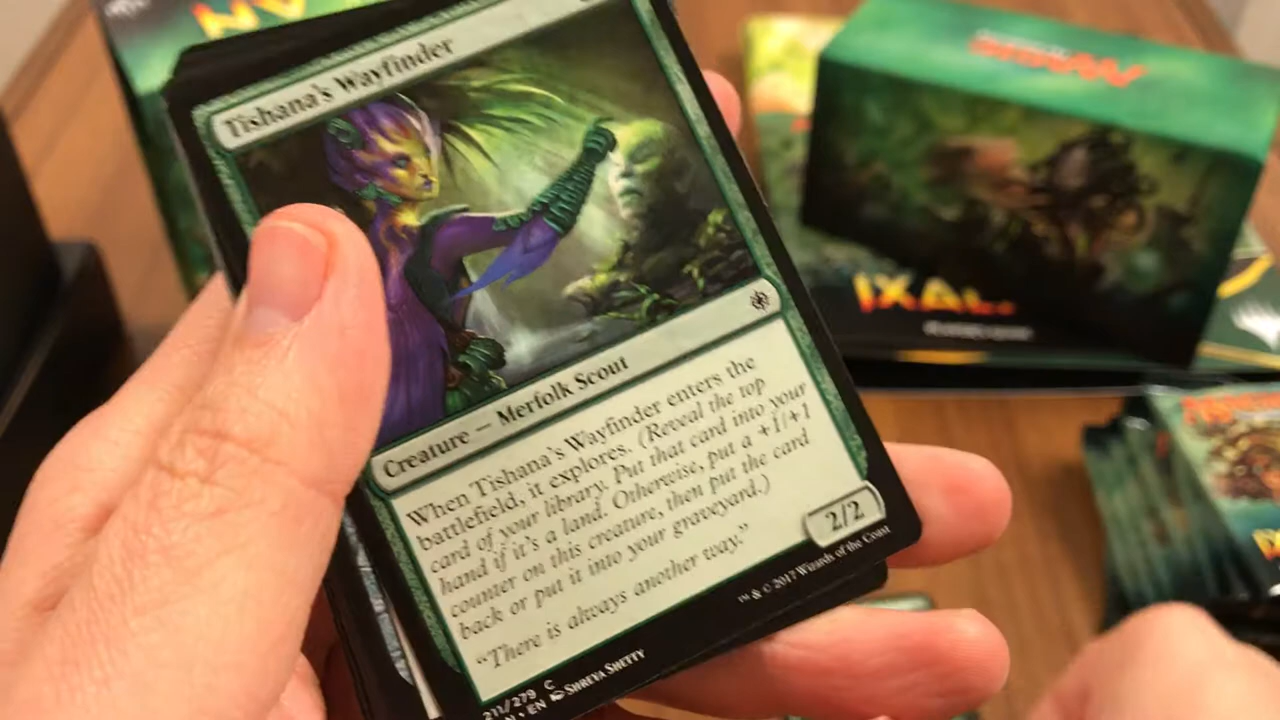 Tishana's Wayfinder
Creature — Merfolk Scout
When Tishana's Wayfinder enters the
battlefield, it explores. (Reveal the top
card of your library. Put that card into your
hand if it's a land. Otherwise, put a +1/+1
counter on this creature, then put the card
back or put it into your graveyard.)
"There is always another way."
2/2
™ & © 2017 Wizards of the Coast
211/279 C
EN SHREYA SHETTY
IXAL